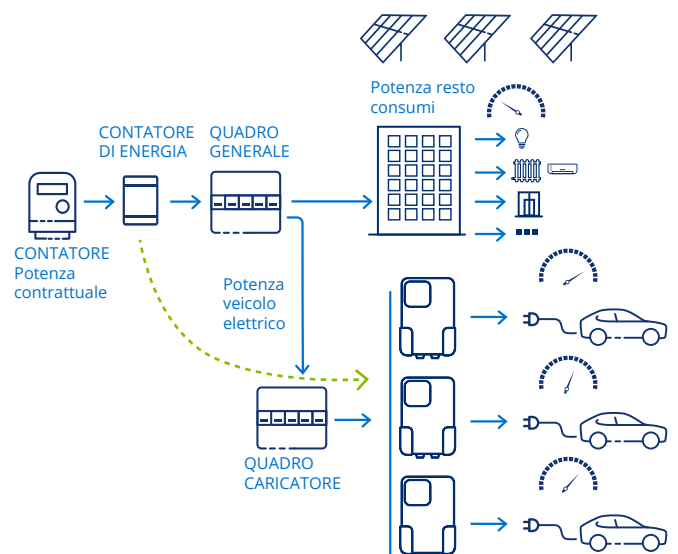 Potenza resto
consumi
CONTATORE
DI ENERGIA
QUADRO
GENERALE
CONTATORE
Potenza
contrattuale
Potenza
veicolo
elettrico
QUADRO
CARICATORE